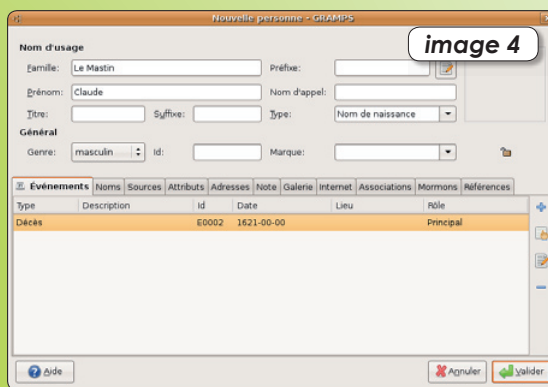 Nouvelle personne - GRAMPS
image 4
Nom d'usage
Famille: Le Mastin Préfixe:
Prénom: Claude Nom d'appel:
Titre: Suffixe: Type: Nom de naissance
Général
Genre: masculin Id: Marque:
Événements Noms Sources Attributs Adresses Note Galerie Internet Associations Mormons Références
Type Description Id Date Lieu Rôle
Décès E0002 1621-00-00 Principal
Aide Annuler Valider